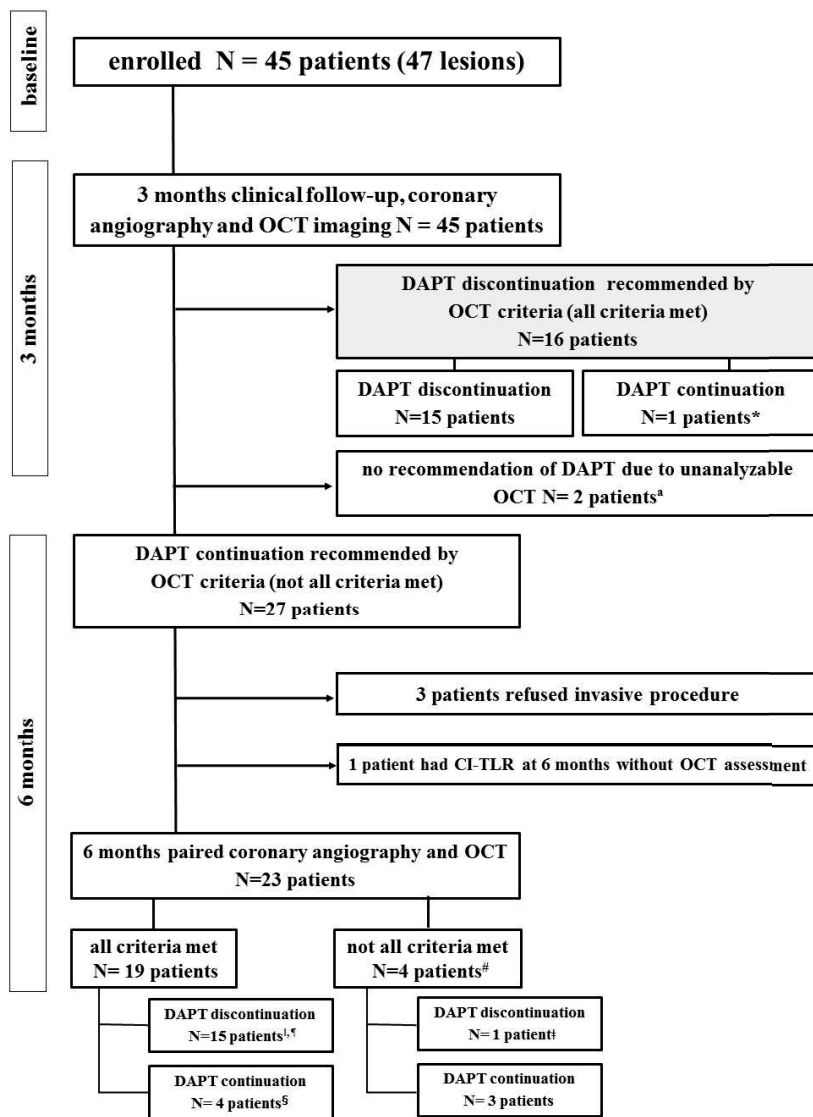 baseline
enrolled N = 45 patients (47 lesions)
3 months
3 months clinical follow-up, coronary
angiography and OCT imaging N = 45 patients
DAPT discontinuation recommended by
OCT criteria (all criteria met)
N=16 patients
DAPT discontinuation
N=15 patients
DAPT continuation
N=1 patients*
no recommendation of DAPT due to unanalyzable
OCT N= 2 patientsᵃ
6 months
DAPT continuation recommended by
OCT criteria (not all criteria met)
N=27 patients
3 patients refused invasive procedure
1 patient had CI-TLR at 6 months without OCT assessment
6 months paired coronary angiography and OCT
N=23 patients
all criteria met
N= 19 patients
not all criteria met
N=4 patients#
DAPT discontinuation
N=15 patients|,¶
DAPT continuation
N= 4 patients§
DAPT discontinuation
N= 1 patient‡
DAPT continuation
N= 3 patients